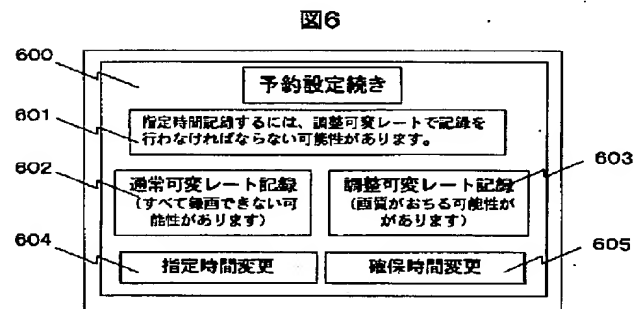 図6
600
予約設定続き
601
指定時間記録するには、調整可変レートで記録を
行わなければならない可能性があります。
602
通常可変レート記録
(すべて録画できない可
能性があります)
603
調整可変レート記録
(画質がおちる可能性が
があります)
604
指定時間変更
確保時間変更
605